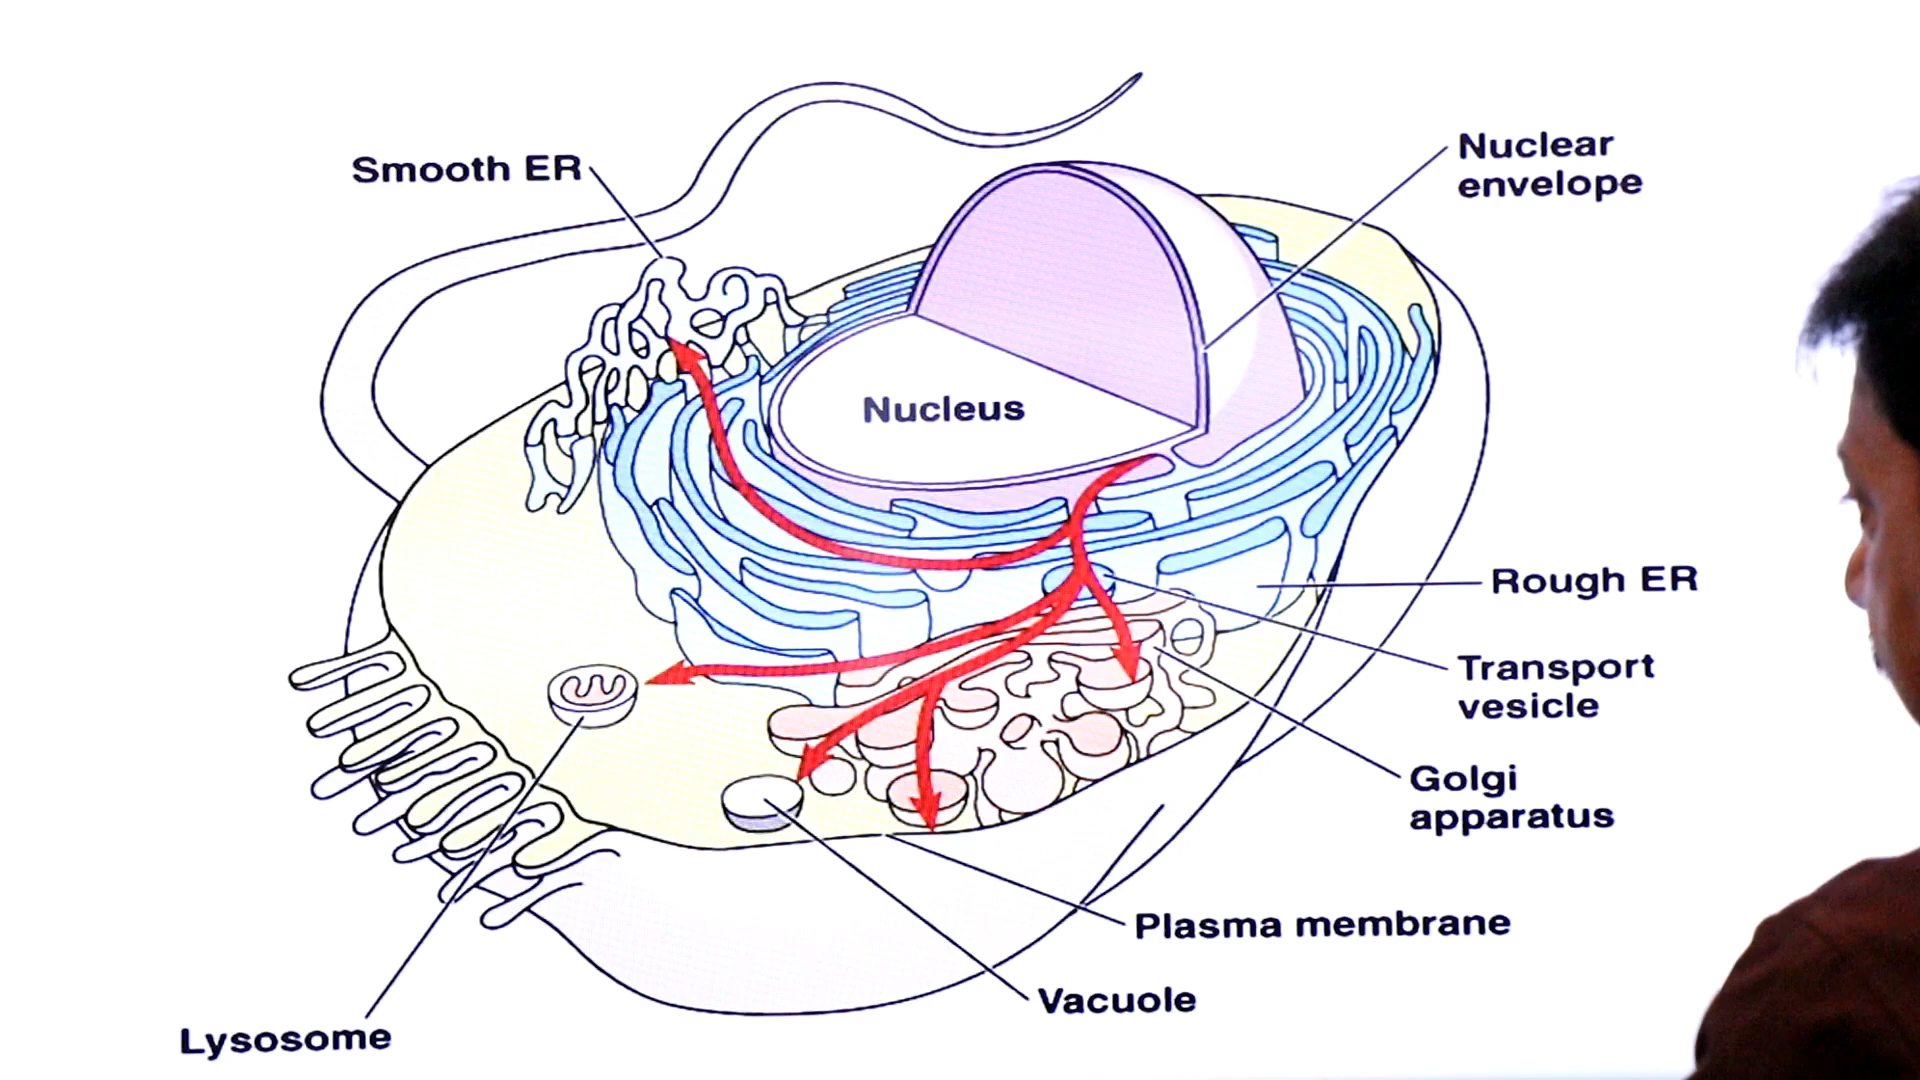 Smooth ER
Nuclear
envelope
Nucleus
Rough ER
Transport
vesicle
Golgi
apparatus
Plasma membrane
Vacuole
Lysosome